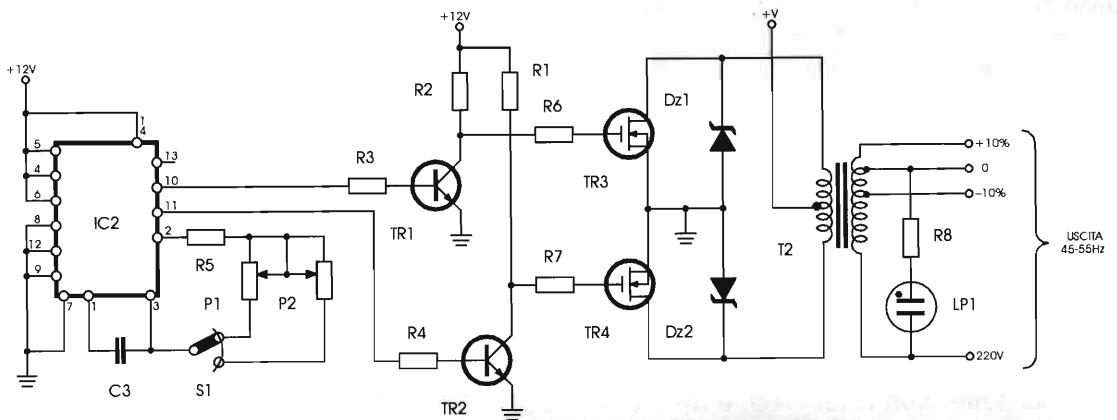 +12V
+V
+12V
R2
R1
R6
Dz1
1
4
5
4
6
8
12
9
7
1
3
13
10
11
2
IC2
R3
TR1
TR3
+10%
0
-10%
R5
P1
P2
R7
T2
R8
USCITA
45-55Hz
R4
TR4
Dz2
LP1
C3
S1
TR2
220V